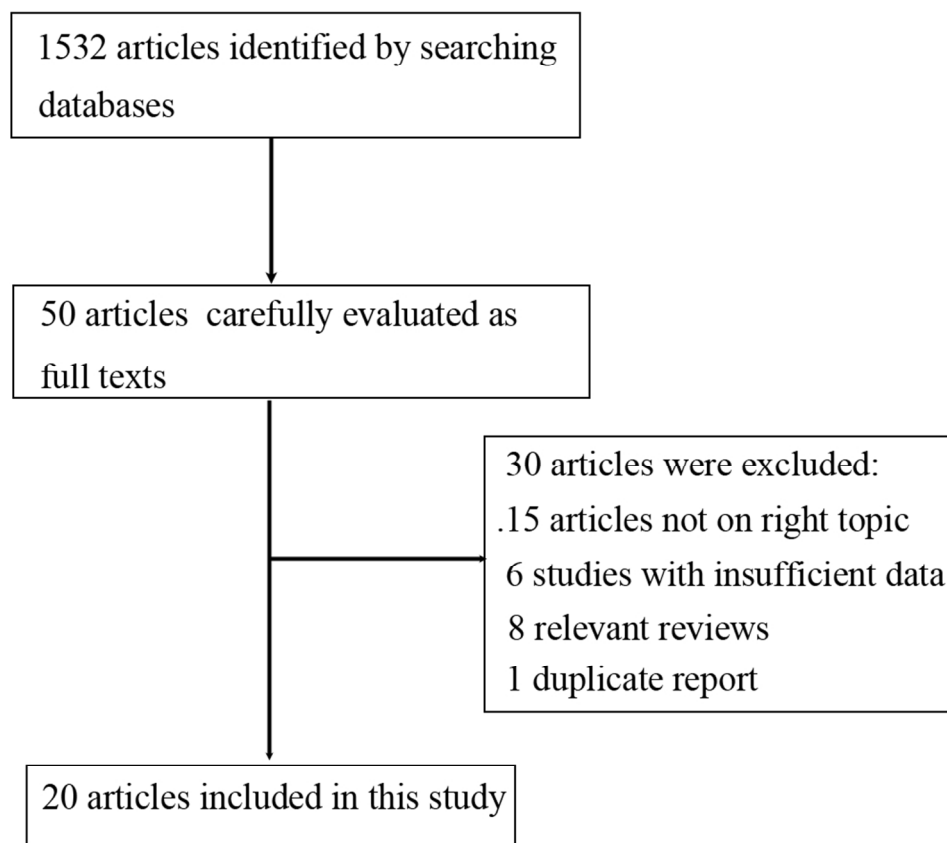 1532 articles identified by searching
databases
50 articles  carefully evaluated as
full texts
30 articles were excluded:
.15 articles not on right topic
6 studies with insufficient data
8 relevant reviews
1 duplicate report
20 articles included in this study